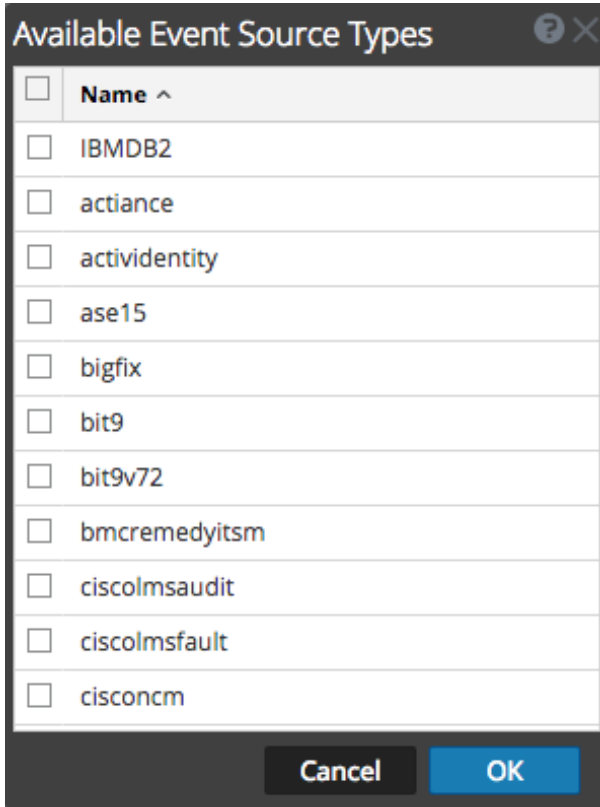 Available Event Source Types
Name
IBMDB2
actiance
actividentity
ase15
bigfix
bit9
bit9v72
bmcremedyitsm
ciscolmsaudit
ciscolmsfault
cisconcm
Cancel OK